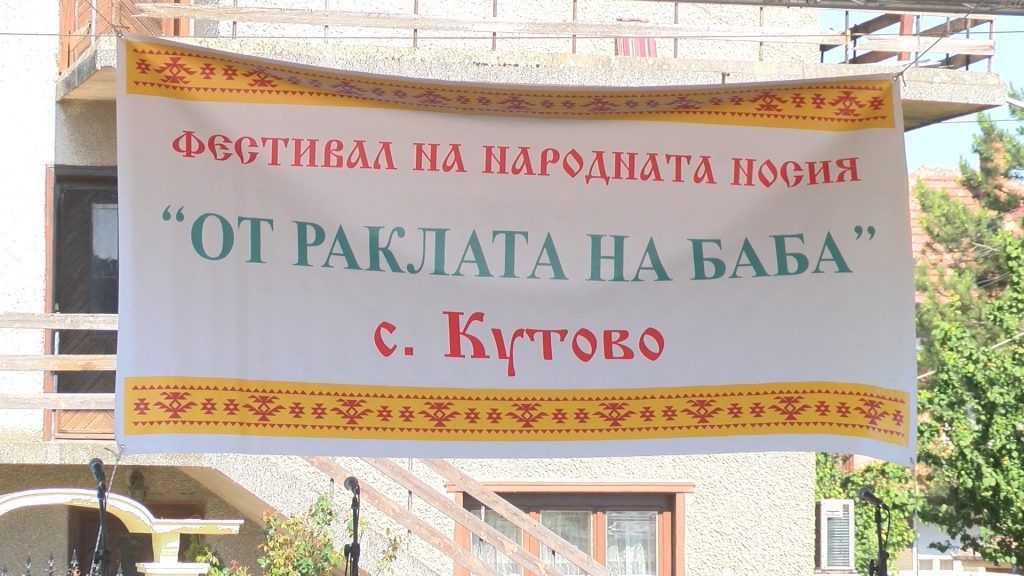 ФЕСТИВАЛ НА НАРОДНАТА НОСИЯ
“ОТ РАКЛАТА НА БАБА”
с. Кутово